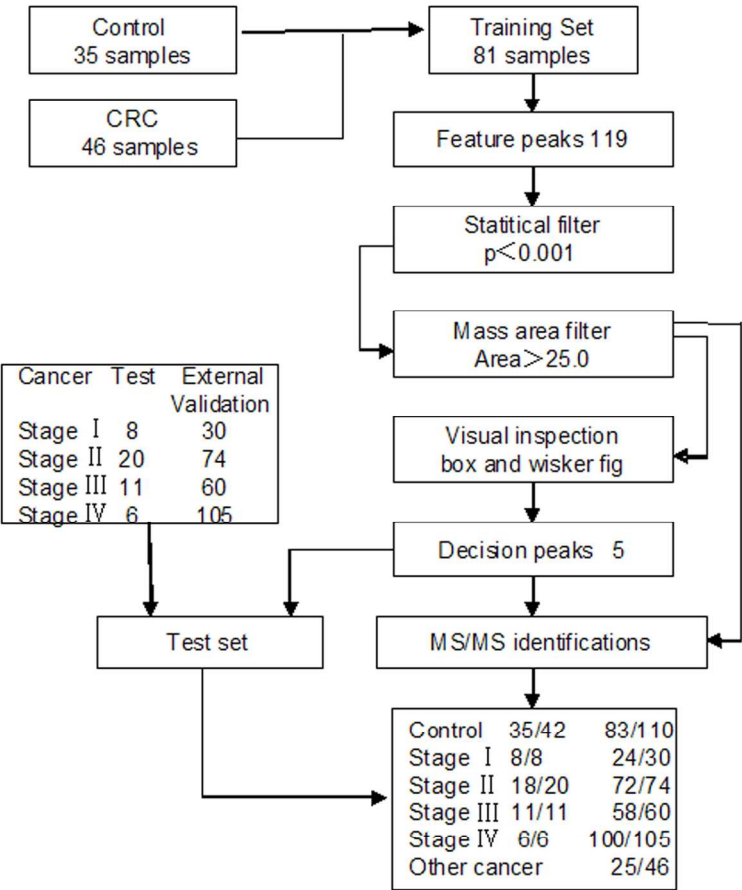 Control
35 samples
Training Set
81 samples
CRC
46 samples
Feature peaks 119
Statitical filter
p<0.001
Mass area filter
Area>25.0
Cancer Test External
Validation
Stage Ⅰ 8 30
Stage Ⅱ 20 74
Stage Ⅲ 11 60
Stage Ⅳ 6 105
Visual inspection
box and wisker fig
Decision peaks 5
Test set
MS/MS identifications
Control 35/42 83/110
Stage Ⅰ 8/8 24/30
Stage Ⅱ 18/20 72/74
Stage Ⅲ 11/11 58/60
Stage Ⅳ 6/6 100/105
Other cancer 25/46